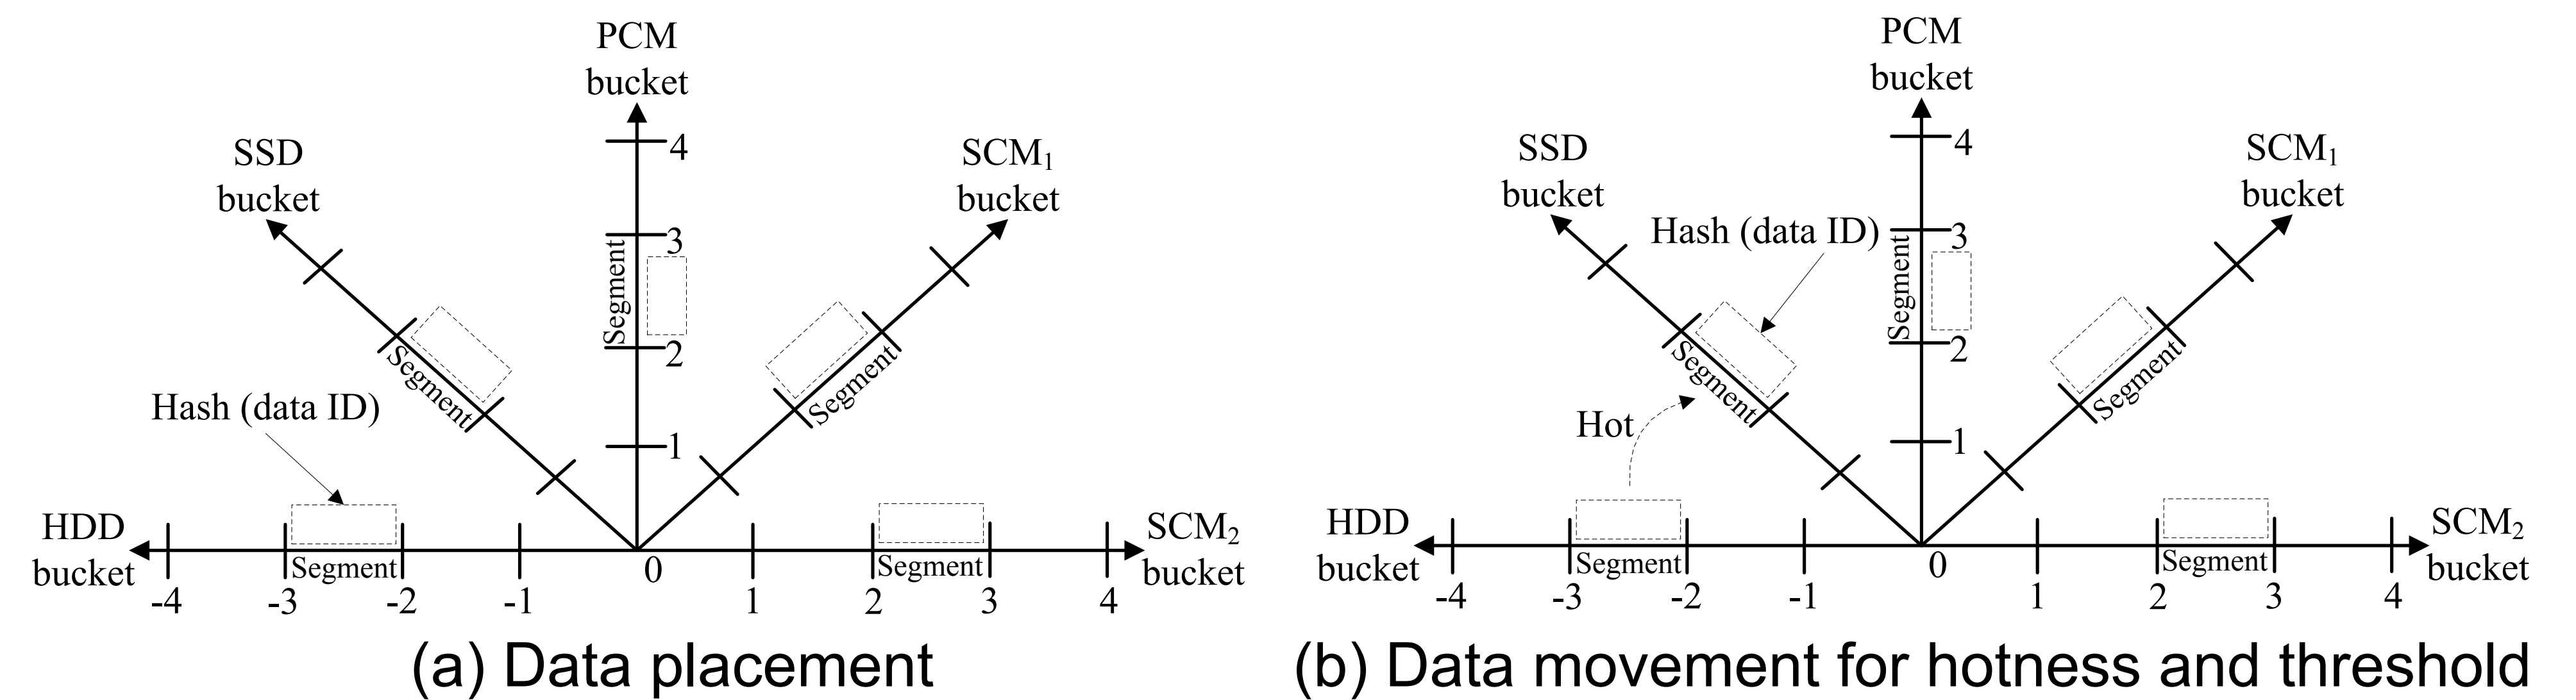 PCM
bucket
SSD
bucket
SCM1
bucket
4
3
2
1
Segment
Segment
Segment
Hash (data ID)
HDD
bucket
SCM2
bucket
Segment
0
Segment
-4
-3
-2
-1
1
2
3
4
(a) Data placement
PCM
bucket
SSD
bucket
SCM1
bucket
Hash (data ID)
4
3
2
1
Segment
Segment
Segment
Hot
HDD
bucket
SCM2
bucket
Segment
0
Segment
-4
-3
-2
-1
1
2
3
4
(b) Data movement for hotness and threshold